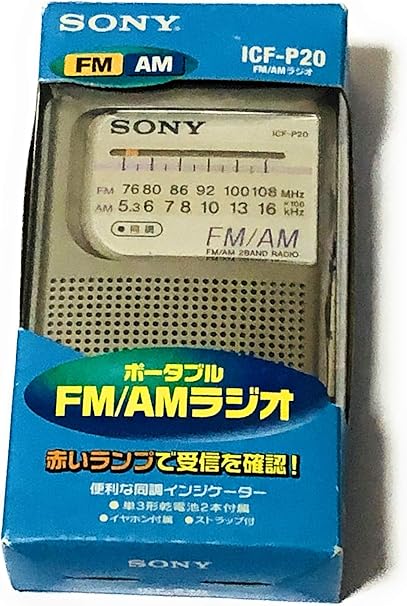 SONY
FM AM
ICF-P20
FM/AMラジオ
SONY
ICF-P20
FM 76 80 86 92 100 108 MHz
AM 5.3 6 7 8 10 13 16 ×100 kHz
●同調
FM/AM
FM/AM 2BAND RADIO
ポータブル
FM/AMラジオ
赤いランプで受信を確認!
便利な同調インジケーター
●単3形乾電池2本付属
●イヤホン付属 ●ストラップ付